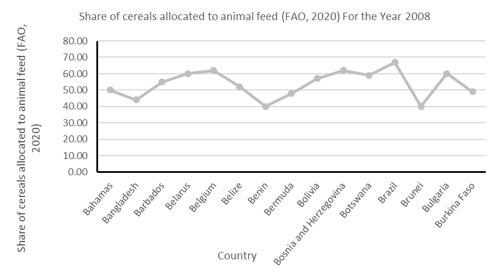 Share of cereals allocated to animal feed (FAO, 2020) For the Year 2008
Share of cereals allocated to animal feed (FAO,
2020)
80.00
70.00
60.00
50.00
40.00
30.00
20.00
10.00
0.00
Bahamas
Bangladesh
Barbados
Belarus
Belgium
Belize
Benin
Bermuda
Bolivia
Bosnia and Herzegovina
Botswana
Brazil
Brunei
Bulgaria
Burkina Faso
Country